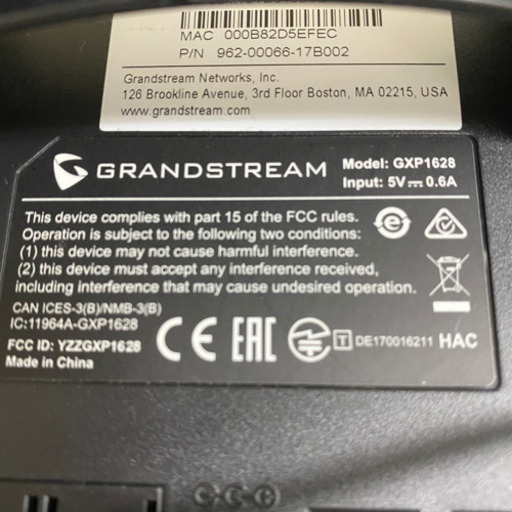 MAC 000B82D5EFEC
P/N 962-00066-17B002
Grandstream Networks, Inc.
126 Brookline Avenue, 3rd Floor Boston, MA 02215, USA
www.grandstream.com
GRANDSTREAM
Model: GXP1628
Input: 5V⎓0.6A
This device complies with part 15 of the FCC rules.
Operation is subject to the following two conditions:
(1) this device may not cause harmful interference.
(2) this device must accept any interference received,
including interference that may cause undesired operation.
CAN ICES-3(B)/NMB-3(B)
IC:11964A-GXP1628
FCC ID: YZZGXP1628
Made in China
CE EAC T DE170016211 HAC